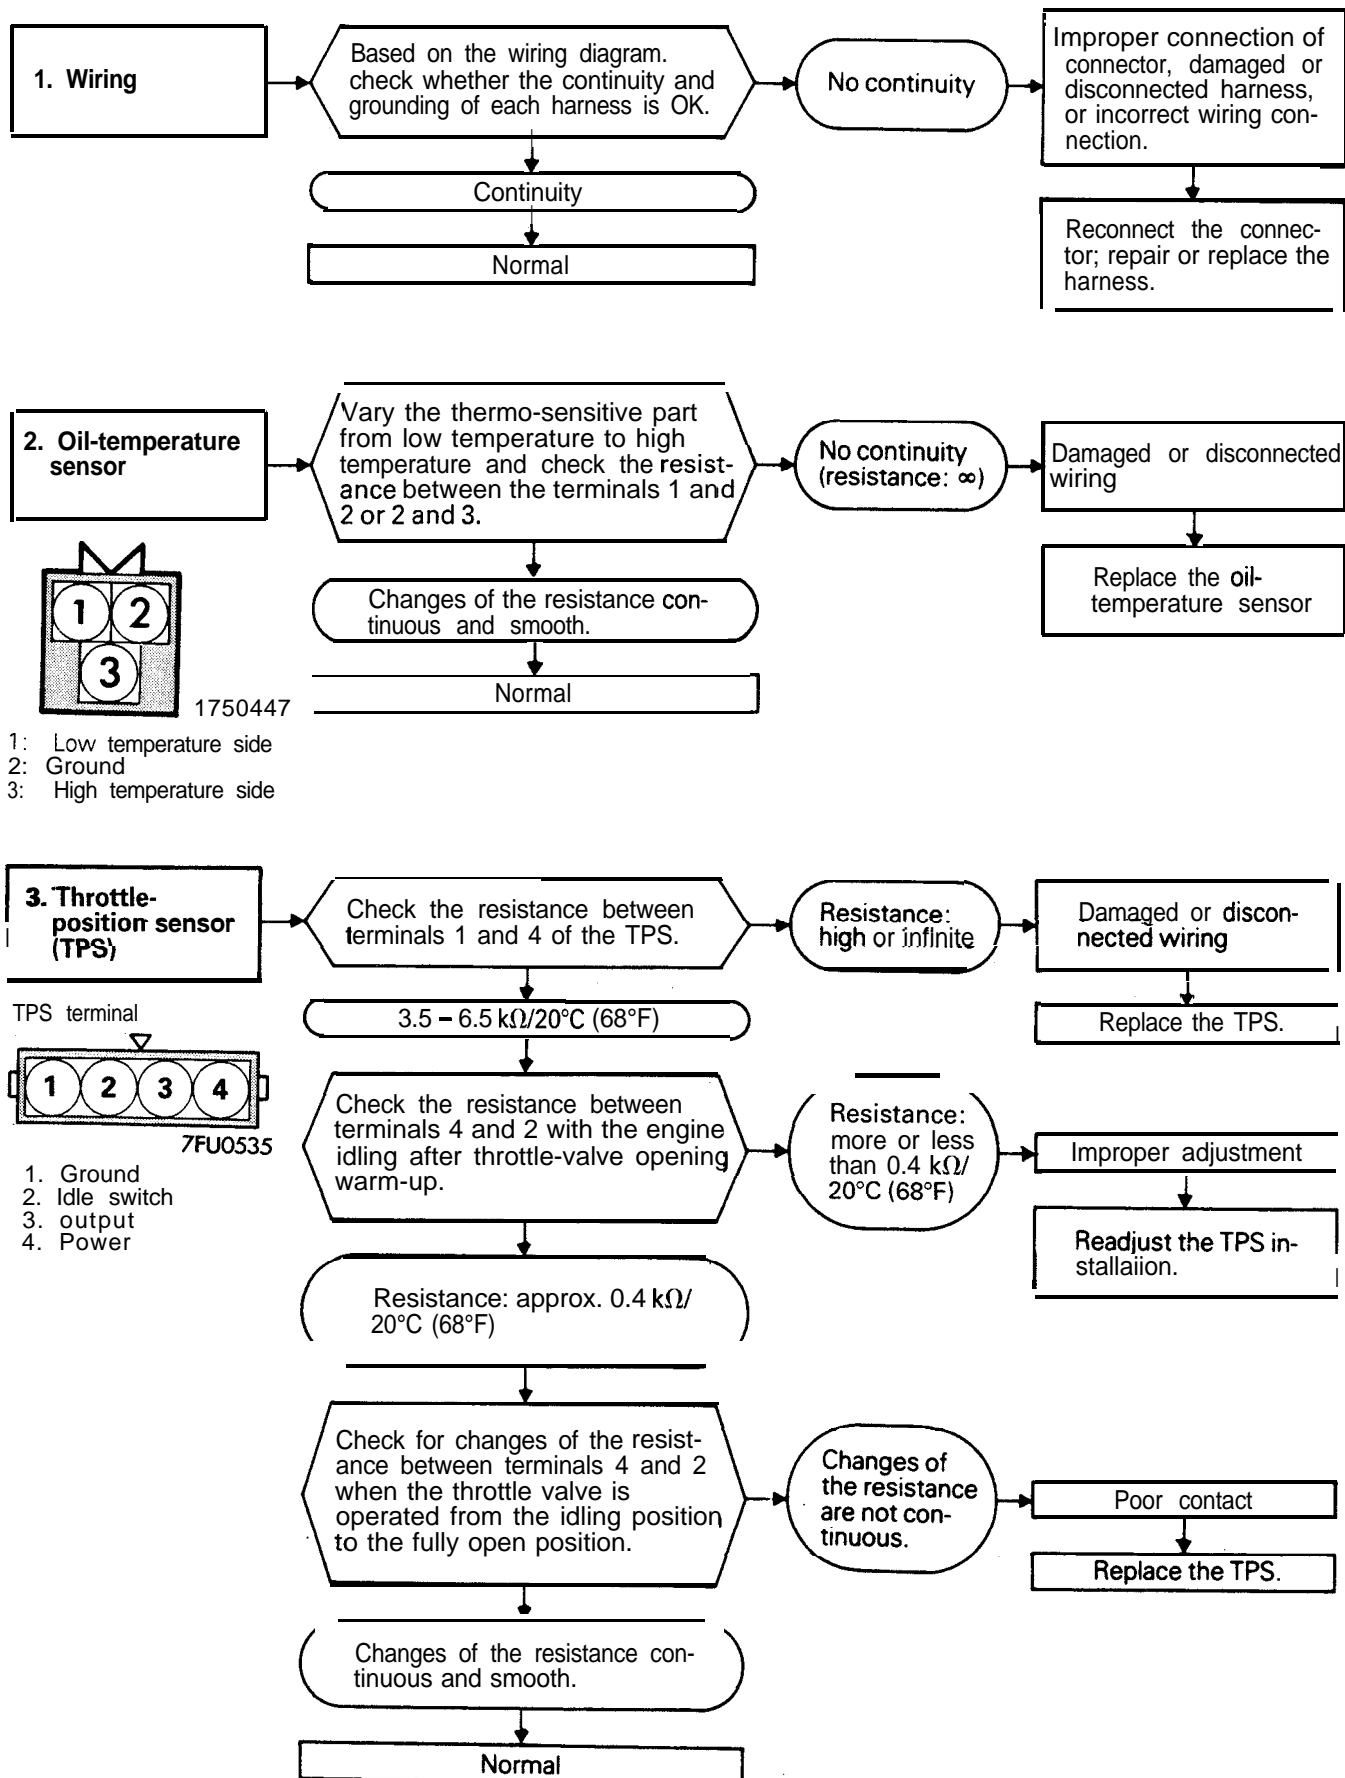 1. Wiring
Based on the wiring diagram.
check whether the continuity and
grounding of each harness is OK.
No continuity
Improper connection of
connector, damaged or
disconnected harness,
or incorrect wiring con-
nection.
Continuity
Normal
Reconnect the connec-
tor; repair or replace the
harness.
2. Oil-temperature
sensor
Vary the thermo-sensitive part
from low temperature to high
temperature and check the resist-
ance between the terminals 1 and
2 or 2 and 3.
No continuity
(resistance: ∞)
Damaged or disconnected
wiring
Replace the oil-
temperature sensor
Changes of the resistance con-
tinuous and smooth.
Normal
1 2
3
1750447
1: Low temperature side
2: Ground
3: High temperature side
3. Throttle-
position sensor
(TPS)
Check the resistance between
terminals 1 and 4 of the TPS.
Resistance:
high or infinite
Damaged or discon-
nected wiring
Replace the TPS.
3.5 – 6.5 kΩ/20°C (68°F)
TPS terminal
1 2 3 4
7FU0535
1. Ground
2. Idle switch
3. output
4. Power
Check the resistance between
terminals 4 and 2 with the engine
idling after throttle-valve opening
warm-up.
Resistance:
more or less
than 0.4 kΩ/
20°C (68°F)
Improper adjustment
Readjust the TPS in-
stallaiion.
Resistance: approx. 0.4 kΩ/
20°C (68°F)
Check for changes of the resist-
ance between terminals 4 and 2
when the throttle valve is
operated from the idling position
to the fully open position.
Changes of
the resistance
are not con-
tinuous.
Poor contact
Replace the TPS.
Changes of the resistance con-
tinuous and smooth.
Normal